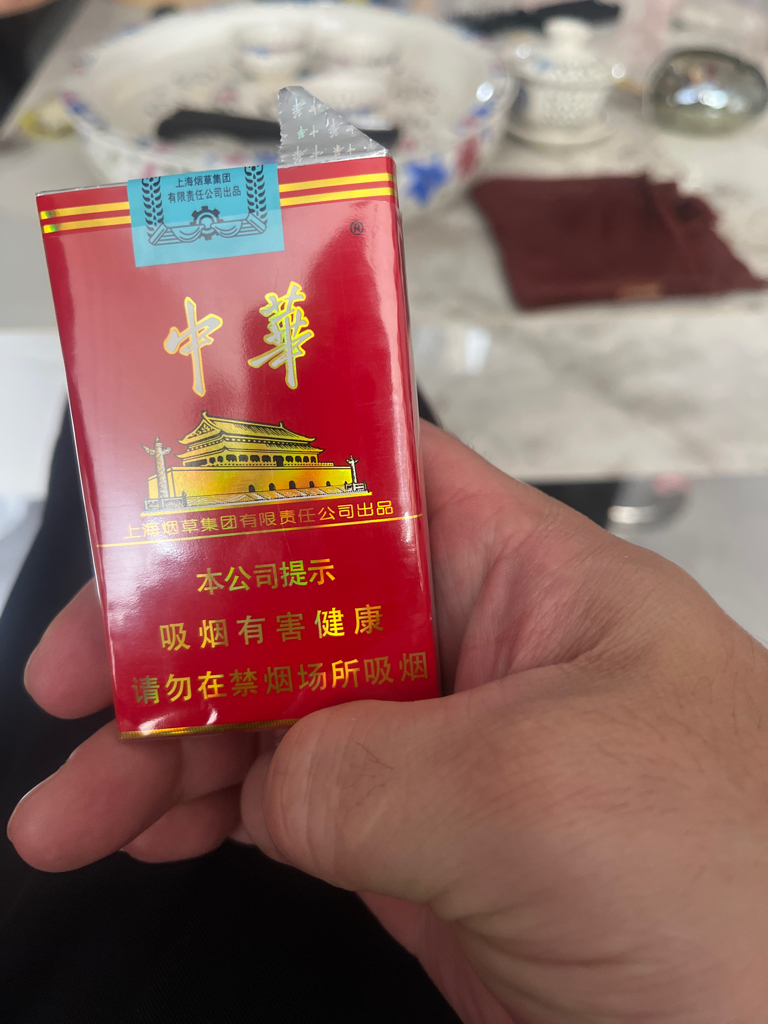 上海烟草集团
有限责任公司出品
®
中華
上海烟草集团有限责任公司出品
本公司提示
吸烟有害健康
请勿在禁烟场所吸烟